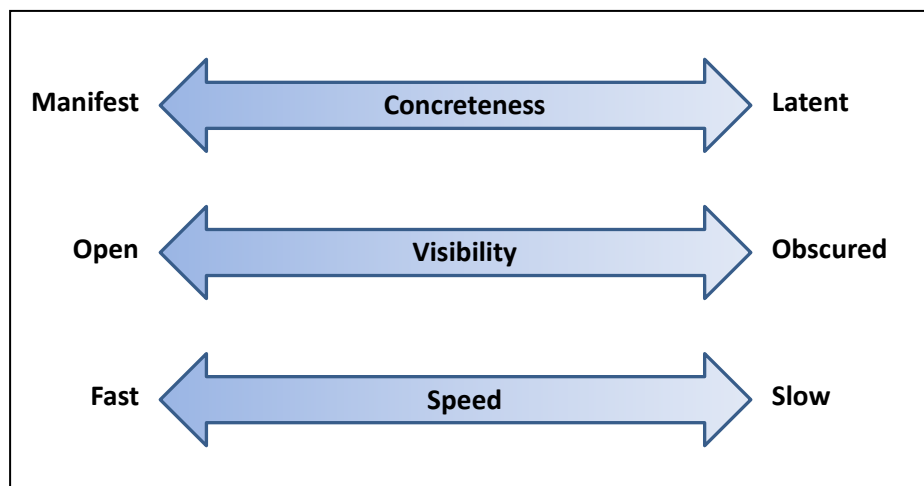 Manifest Concreteness Latent
Open Visibility Obscured
Fast Speed Slow